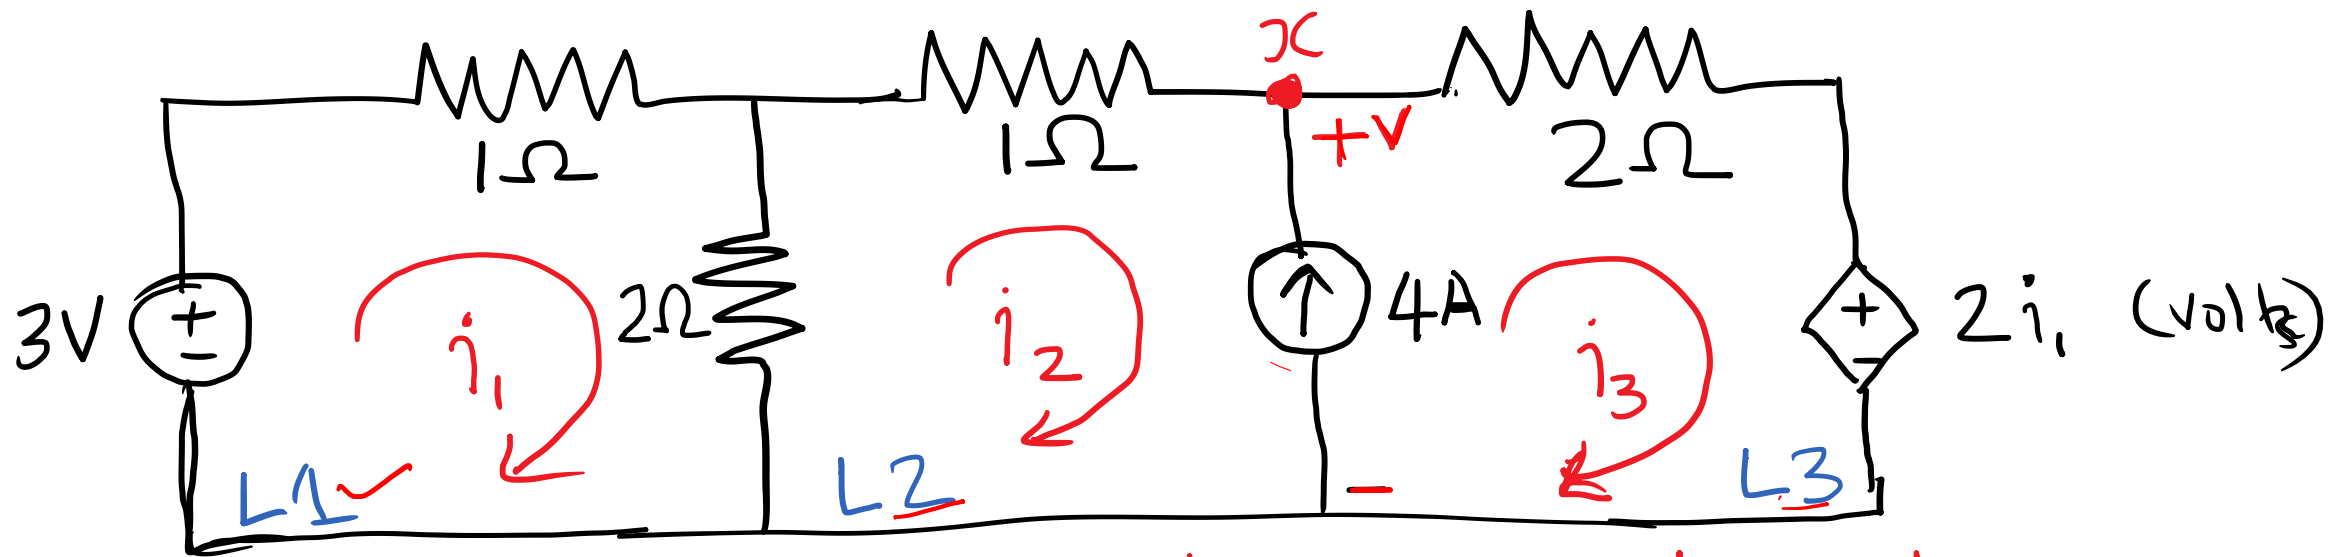 x
1Ω
1Ω
+v
2Ω
3V
+
-
i1
2Ω
i2
4A
i3
+
-
2i1 (volts)
L1 ✓
L2
-
L3